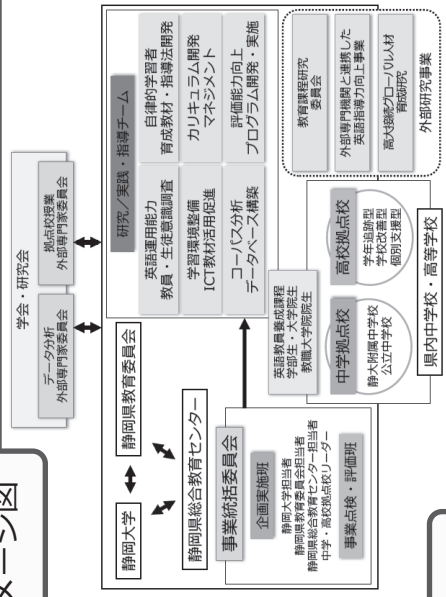 ージ図
学会・研究会
データ分析
外部専門家委員会
拠点校授業
外部専門家委員会
静岡大学
静岡県教育委員会
静岡県総合教育センター
事業統括委員会
企画実施班
静岡大学担当者
静岡県教育委員会担当者
静岡県総合教育センター担当者
中学・高校拠点校リーダー
事業点検・評価班
研究／実践・指導チーム
英語運用能力
教員・生徒意識調査
自律的学習者
育成教材・指導法開発
学習環境整備
ICT教材活用促進
カリキュラム開発
マネジメント
コーパス分析
データベース構築
評価能力向上
プログラム開発・実施
英語教員養成課程
学部生・大学院生
教職大学院院生
中学拠点校
静大附属中学校
公立中学校
高校拠点校
学年追跡型
学校改善型
個別支援型
県内中学校・高等学校
教育課程研究
委員会
外部専門機関と連携した
英語指導力向上事業
高大接続グローバル人材
育成研究
外部研究事業